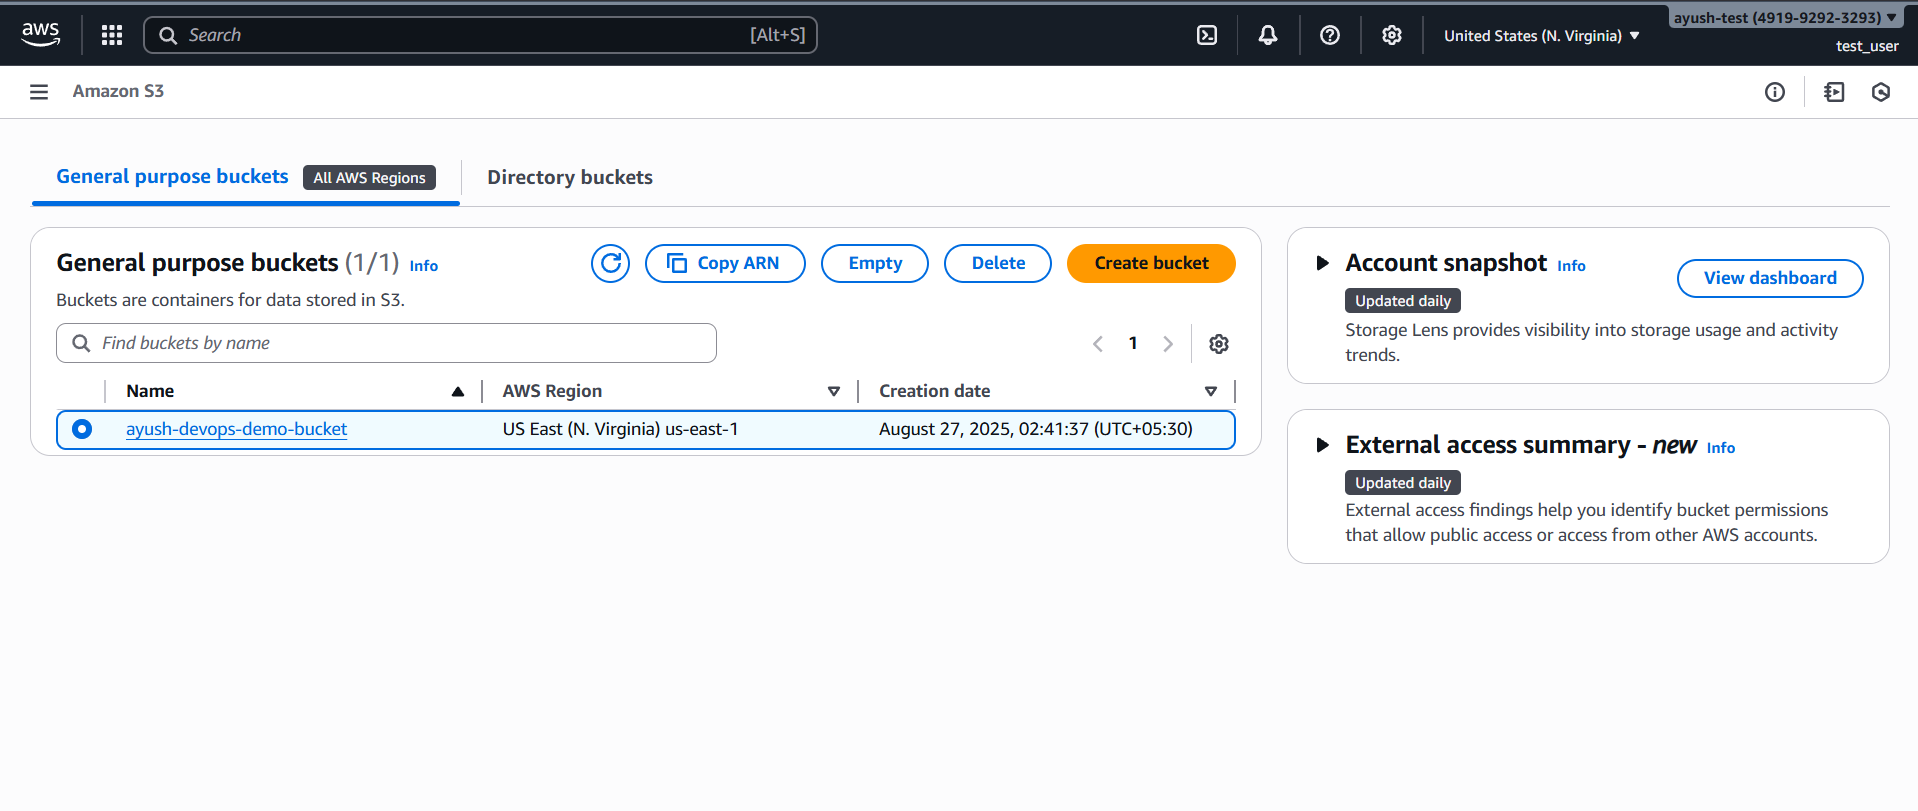 aws
Search [Alt+S]
United States (N. Virginia)
ayush-test (4919-9292-3293)
test_user
Amazon S3
General purpose buckets All AWS Regions Directory buckets
General purpose buckets (1/1) Info
Copy ARN Empty Delete Create bucket
Buckets are containers for data stored in S3.
Find buckets by name
1
Name AWS Region Creation date
ayush-devops-demo-bucket US East (N. Virginia) us-east-1 August 27, 2025, 02:41:37 (UTC+05:30)
Account snapshot Info
View dashboard
Updated daily
Storage Lens provides visibility into storage usage and activity
trends.
External access summary - new Info
Updated daily
External access findings help you identify bucket permissions
that allow public access or access from other AWS accounts.